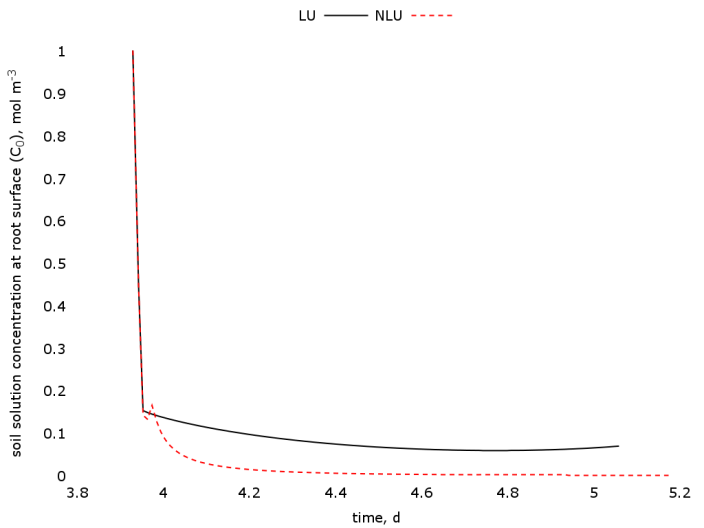 LU NLU
soil solution concentration at root surface (C₀), mol m⁻³
1
0.9
0.8
0.7
0.6
0.5
0.4
0.3
0.2
0.1
0
3.8 4 4.2 4.4 4.6 4.8 5 5.2
time, d